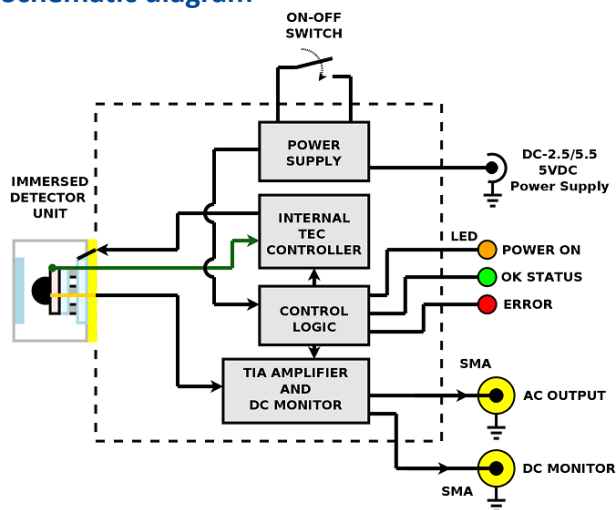 schematic diagram
ON-OFF
SWITCH
POWER
SUPPLY
DC-2.5/5.5
5VDC
Power Supply
IMMERSED
DETECTOR
UNIT
INTERNAL
TEC
CONTROLLER
LED
POWER ON
OK STATUS
ERROR
CONTROL
LOGIC
TIA AMPLIFIER
AND
DC MONITOR
SMA
AC OUTPUT
DC MONITOR
SMA